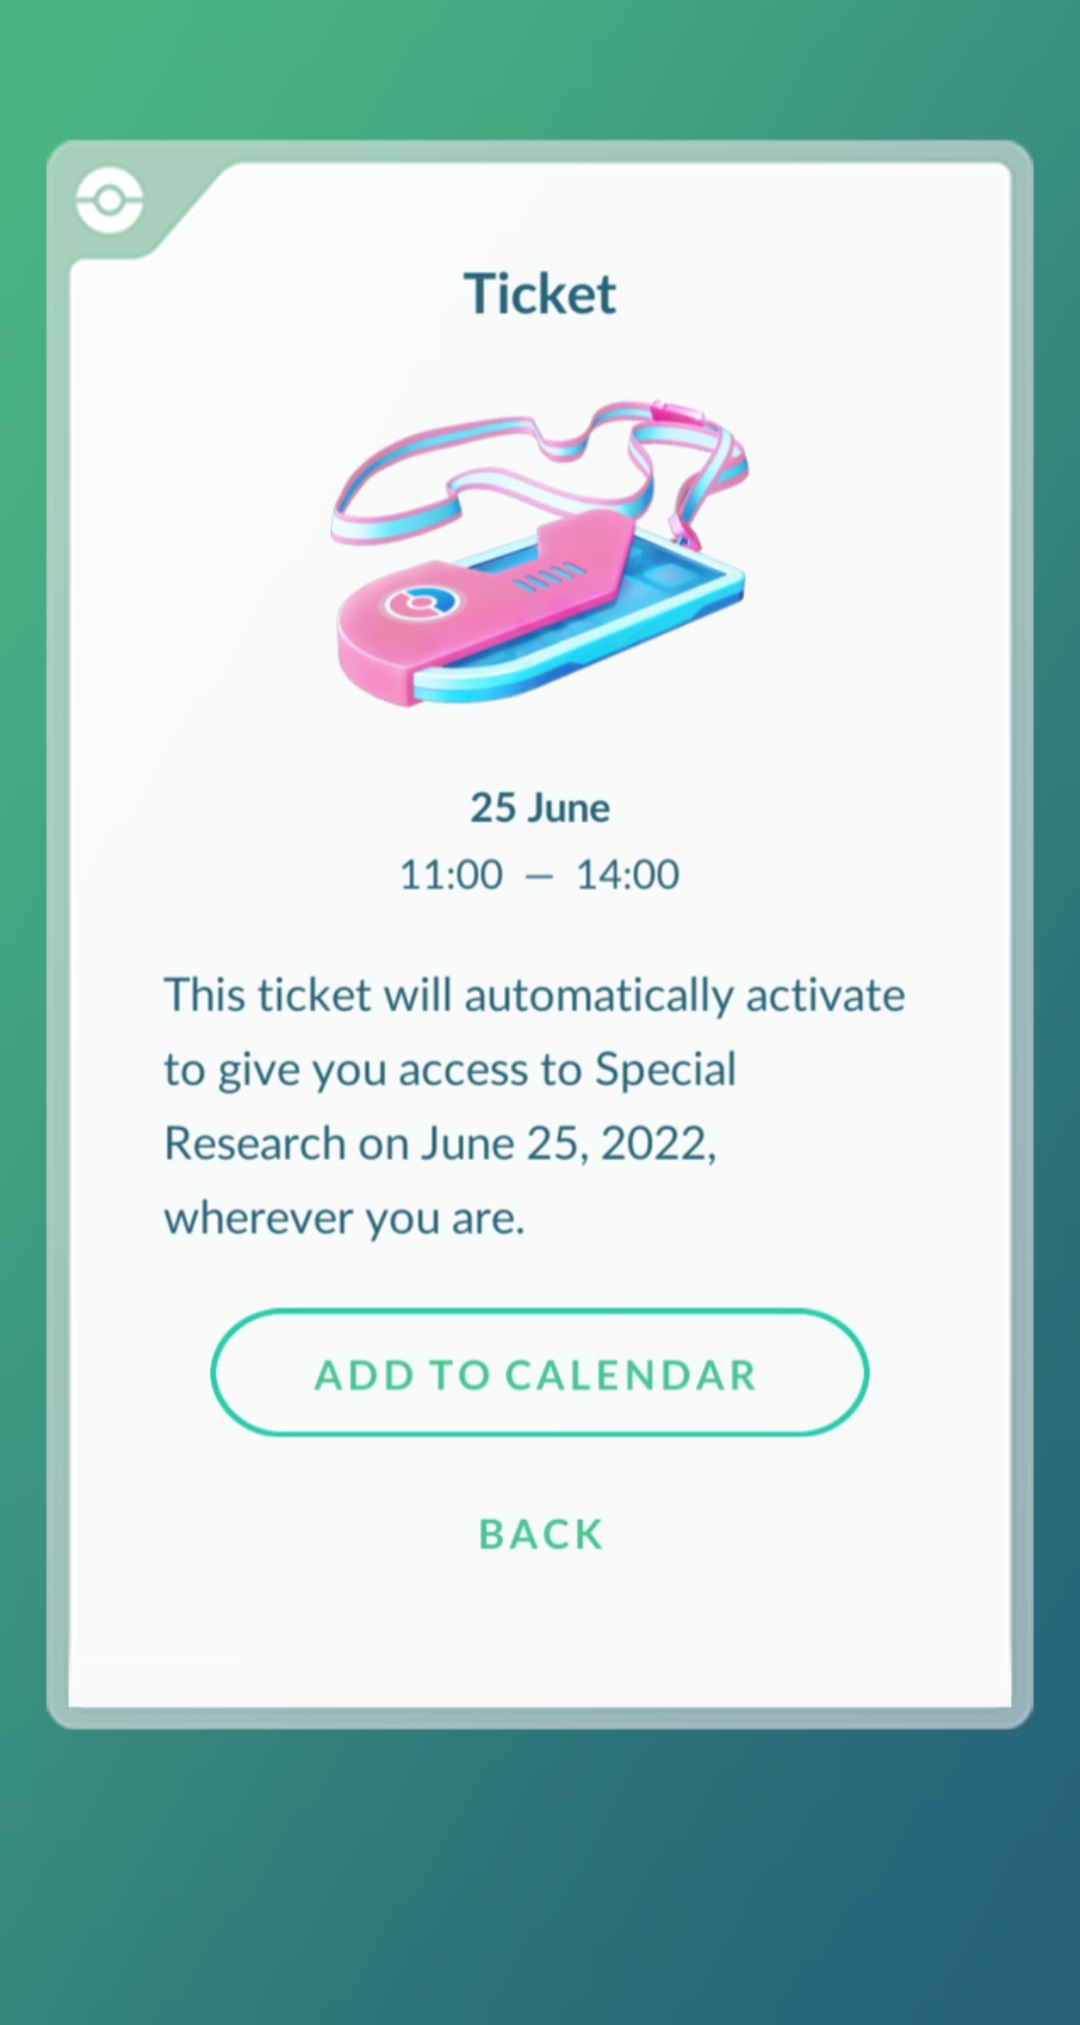 Ticket
25 June
11:00 — 14:00
This ticket will automatically activate
to give you access to Special
Research on June 25, 2022,
wherever you are.
ADD TO CALENDAR
BACK